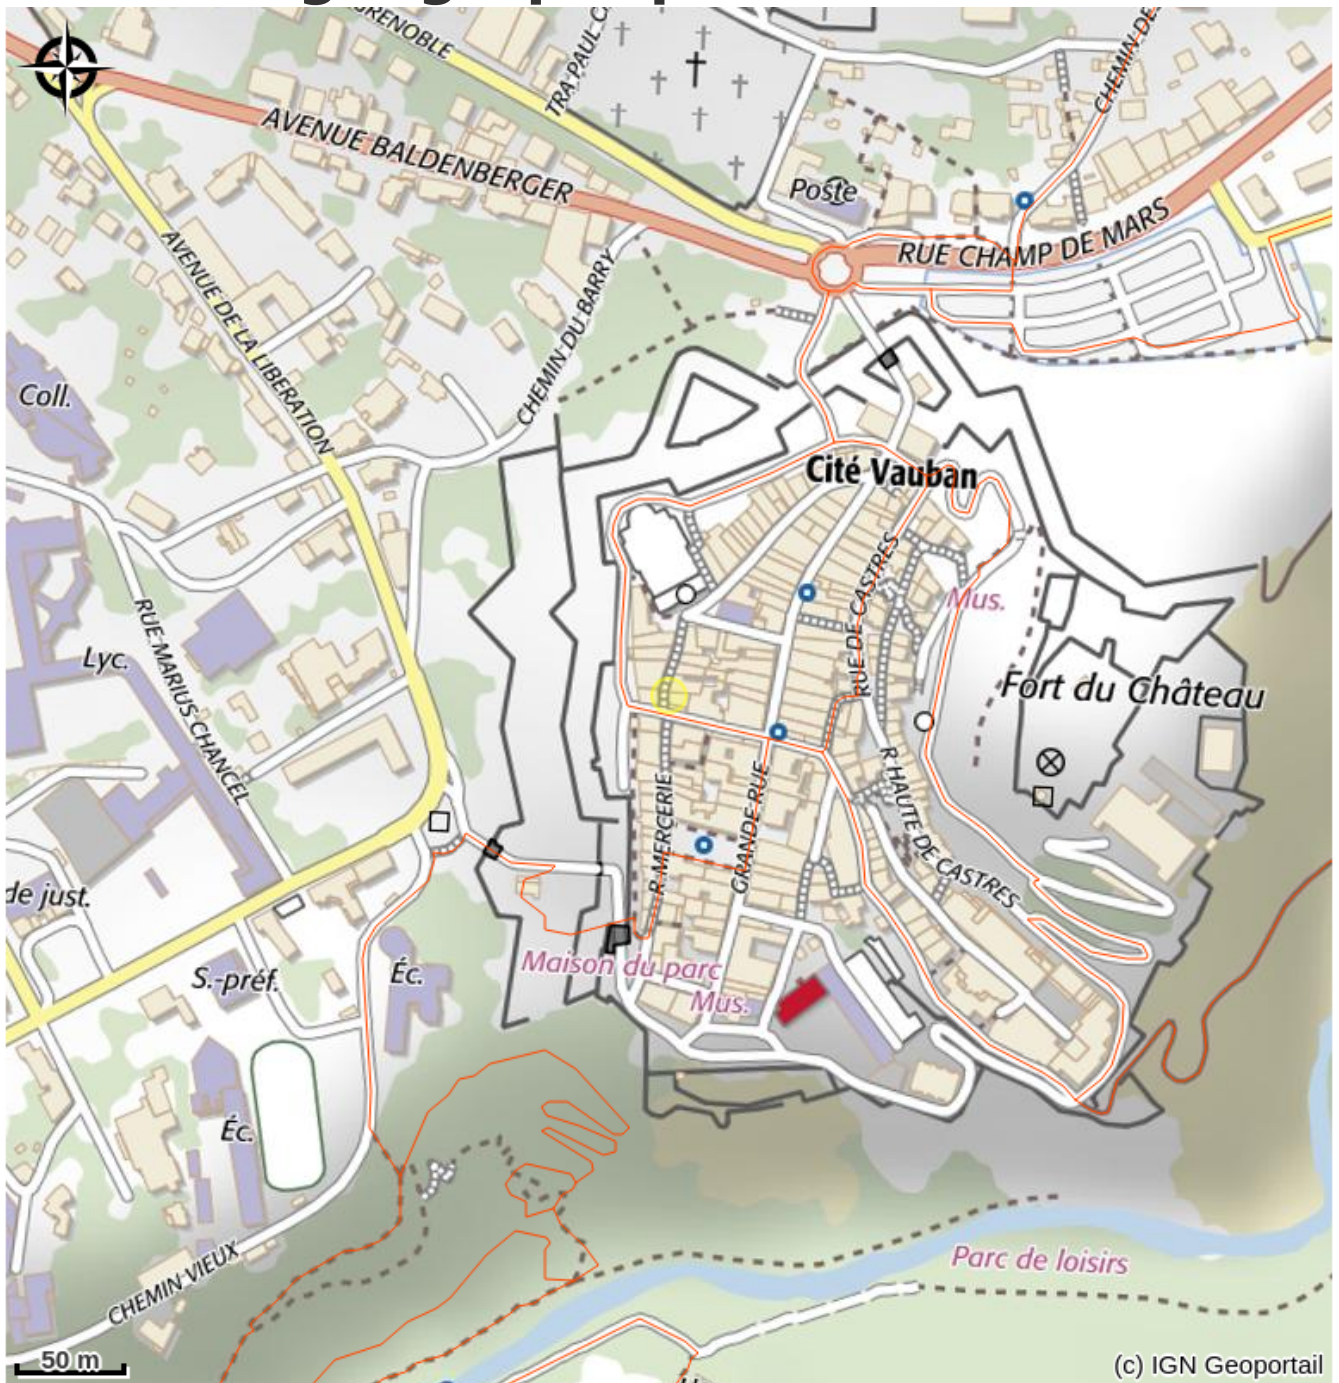 GRENOBLE
TRA PAUL
CHEMIN DE
AVENUE BALDENBERGER
Poste
RUE CHAMP DE MARS
AVENUE DE LA LIBERATION
CHEMIN DU BARRY
Coll.
Cité Vauban
RUE DE CASTRES
Mus.
RUE MARIUS CHANCEL
Lyc.
Fort du Château
R MERCERIE
GRANDE RUE
R HAUTE DE CASTRES
de just.
S.-préf.
Éc.
Maison du parc
Mus.
Éc.
CHEMIN VIEUX
Parc de loisirs
50 m
(c) IGN Geoportail